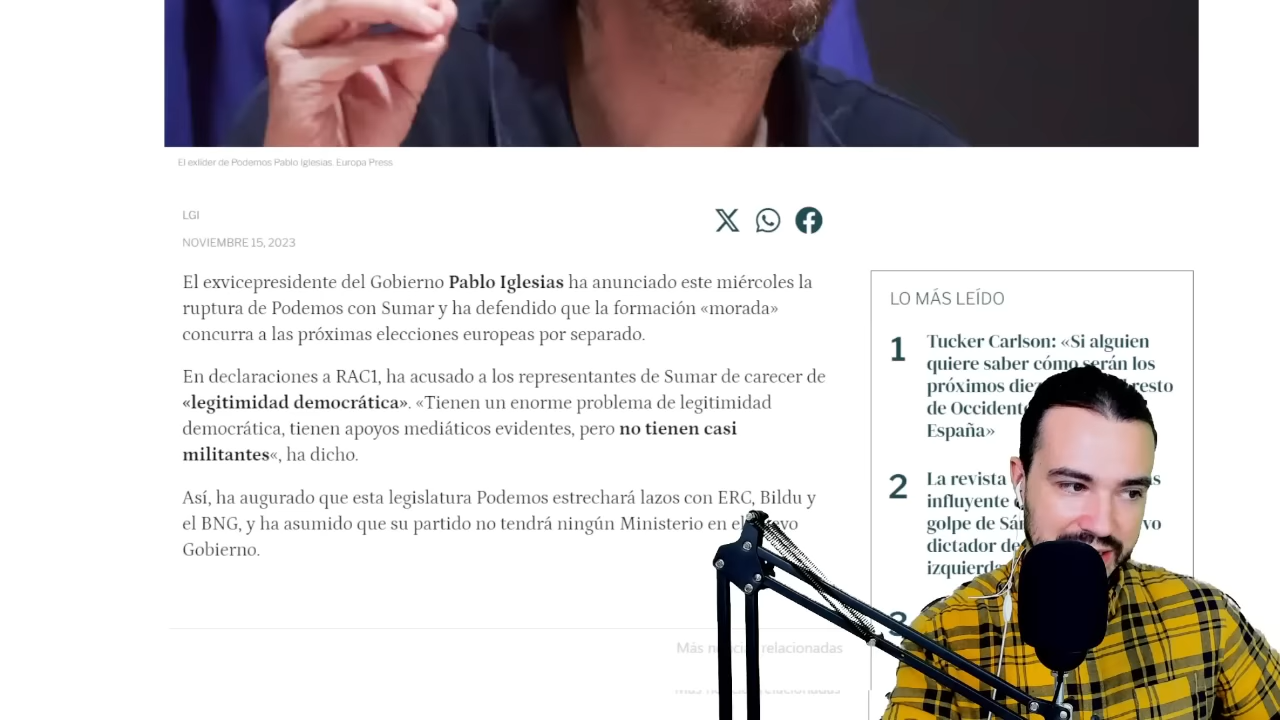 El exlíder de Podemos Pablo Iglesias. Europa Press
LGI
NOVIEMBRE 15, 2023
El exvicepresidente del Gobierno Pablo Iglesias ha anunciado este miércoles la
ruptura de Podemos con Sumar y ha defendido que la formación «morada»
concurra a las próximas elecciones europeas por separado.
En declaraciones a RAC1, ha acusado a los representantes de Sumar de carecer de
«legitimidad democrática». «Tienen un enorme problema de legitimidad
democrática, tienen apoyos mediáticos evidentes, pero no tienen casi
militantes«, ha dicho.
Así, ha augurado que esta legislatura Podemos estrechará lazos con ERC, Bildu y
el BNG, y ha asumido que su partido no tendrá ningún Ministerio en el
Gobierno.
Más relacionadas
LO MÁS LEÍDO
1
Tucker Carlson: «Si alguien
quiere saber cómo serán los
próximos resto
de Occidente
España»
2
La revista
influyente
golpe de
dictador de
izquierda
3